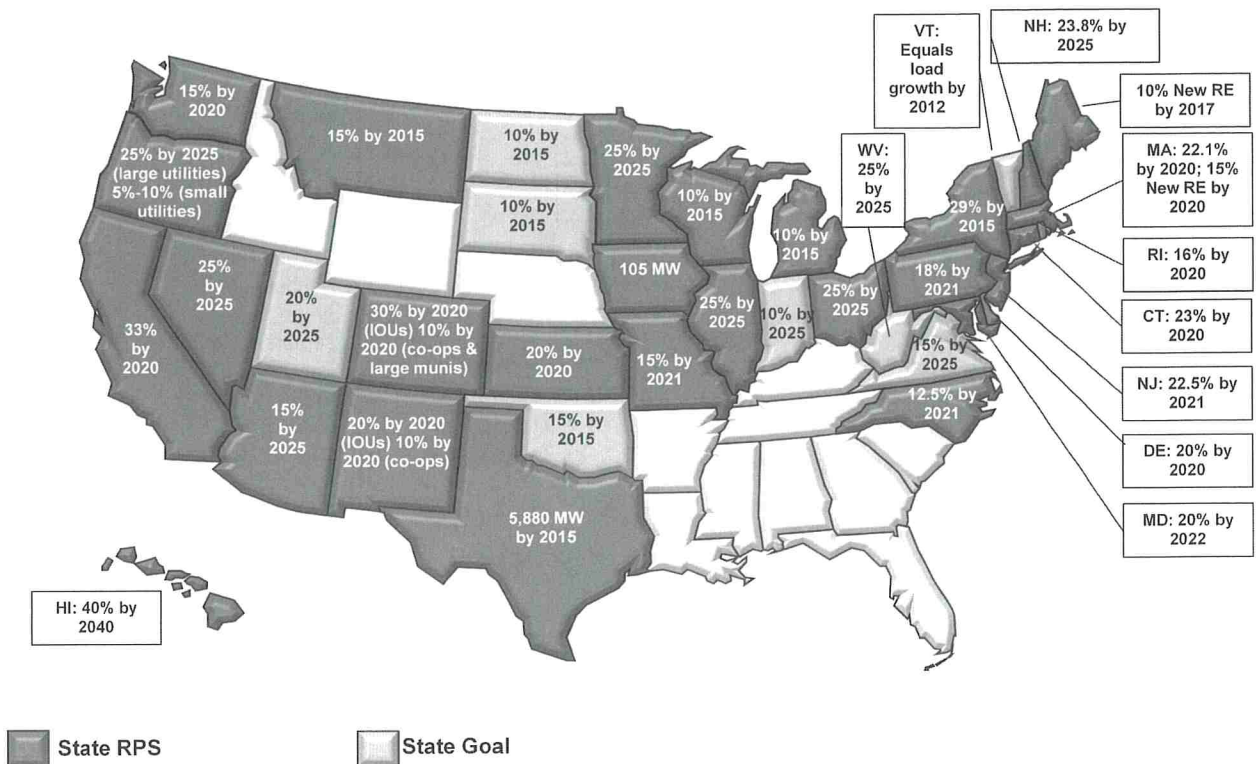 VT:
Equals
load
growth by
2012
NH: 23.8% by
2025
10% New RE
by 2017
WV:
25%
by
2025
MA: 22.1%
by 2020; 15%
New RE by
2020
RI: 16%
by 2020
CT: 23% by
2020
NJ: 22.5% by
2021
DE: 20% by
2020
MD: 20% by
2022
15% by
2020
15% by 2015
10% by
2015
25% by
2025
25% by 2025
(large utilities)
5%-10% (small
utilities)
10% by
2015
10% by
2015
10% by
2015
29% by
2015
25%
by
2025
20%
by
2025
105 MW
18% by
2021
33%
by
2020
30% by 2020
(IOUs) 10% by
2020 (co-ops &
large munis)
25% by
2025
10% by
2025
25% by
2025
20% by
2020
15% by
2021
15% by
2025
12.5% by
2021
15%
by
2025
20% by 2020
(IOUs) 10% by
2020 (co-ops)
15% by
2015
5,880 MW
by 2015
HI: 40% by
2040
State RPS
State Goal